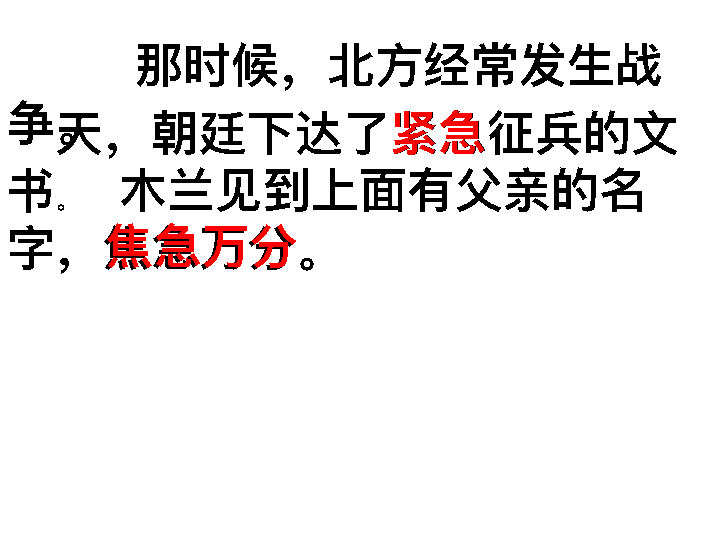 那时候，北方经常发生战
争。天，朝廷下达了紧急征兵的文
书。 木兰见到上面有父亲的名
字，焦急万分。